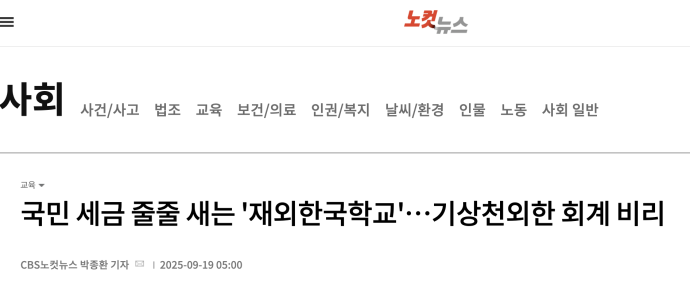 노컷뉴스
사회 사건/사고 법조 교육 보건/의료 인권/복지 날씨/환경 인물 노동 사회 일반
교육
국민 세금 줄줄 새는 '재외한국학교'…기상천외한 회계 비리
CBS노컷뉴스 박종환 기자 | 2025-09-19 05:00